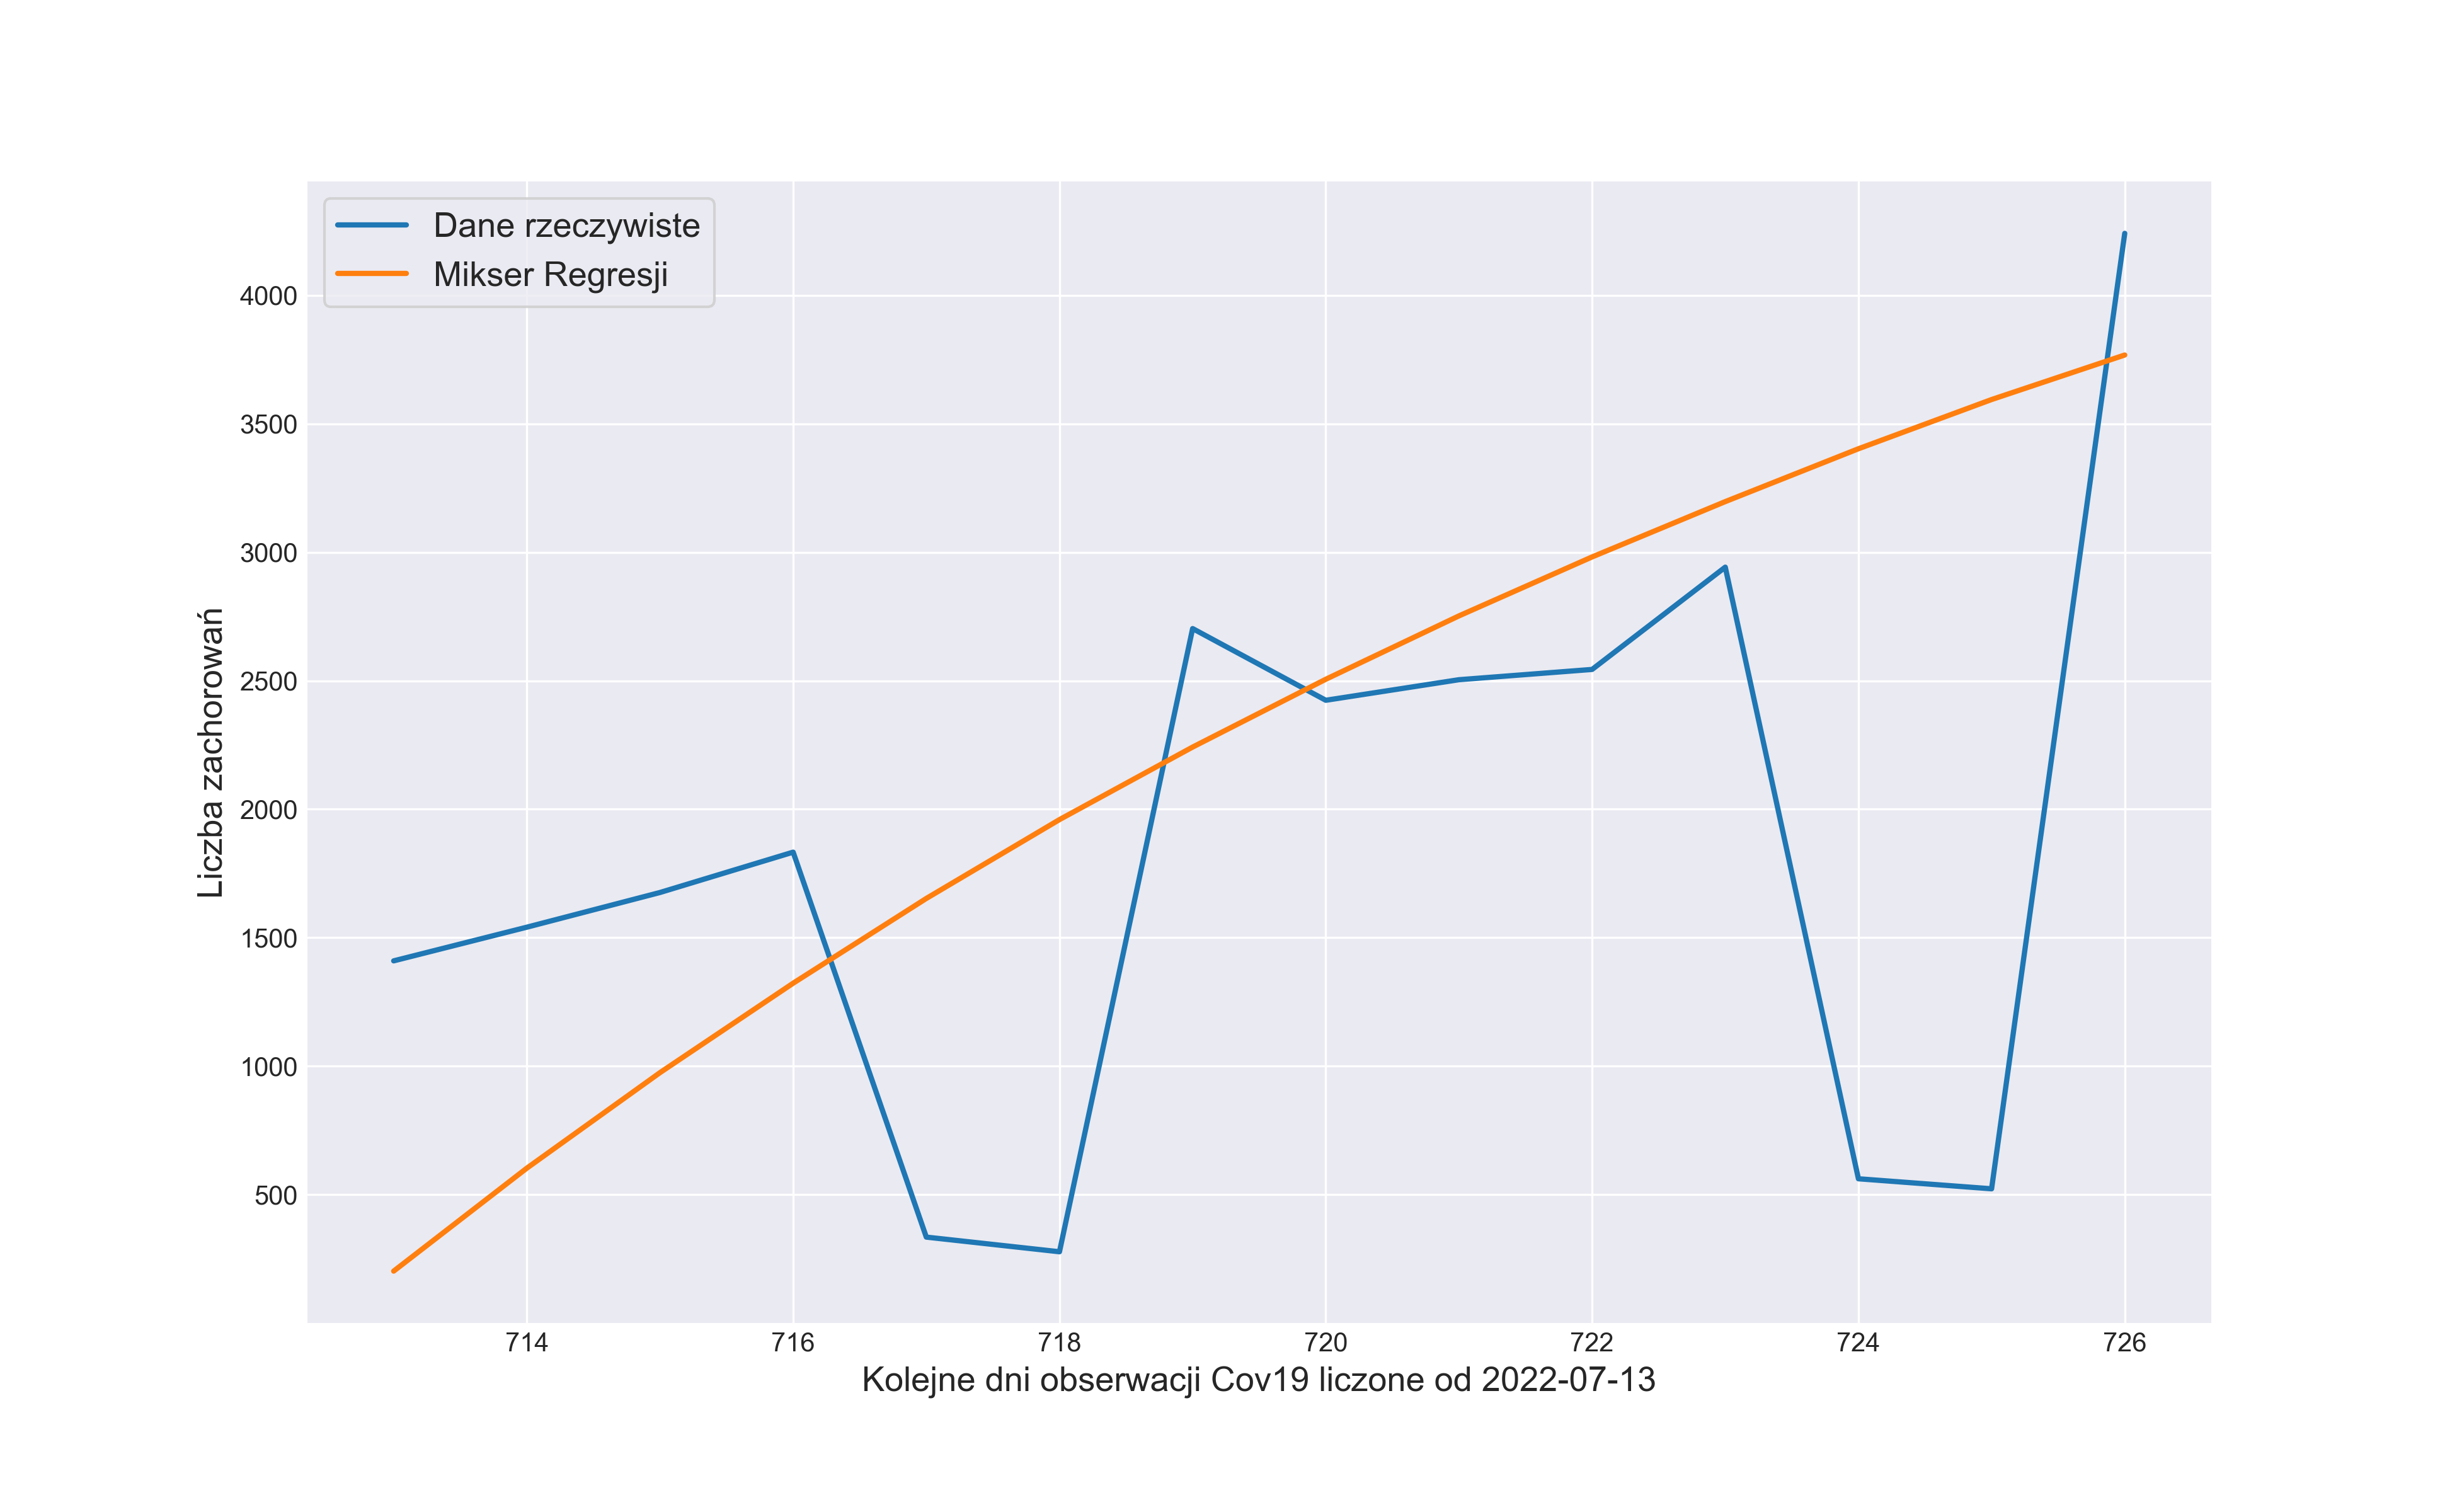 Dane rzeczywiste
Mikser Regresji
4000
3500
3000
2500
2000
1500
1000
500
Liczba zachorowań
714 716 718 720 722 724 726
Kolejne dni obserwacji Cov19 liczone od 2022-07-13